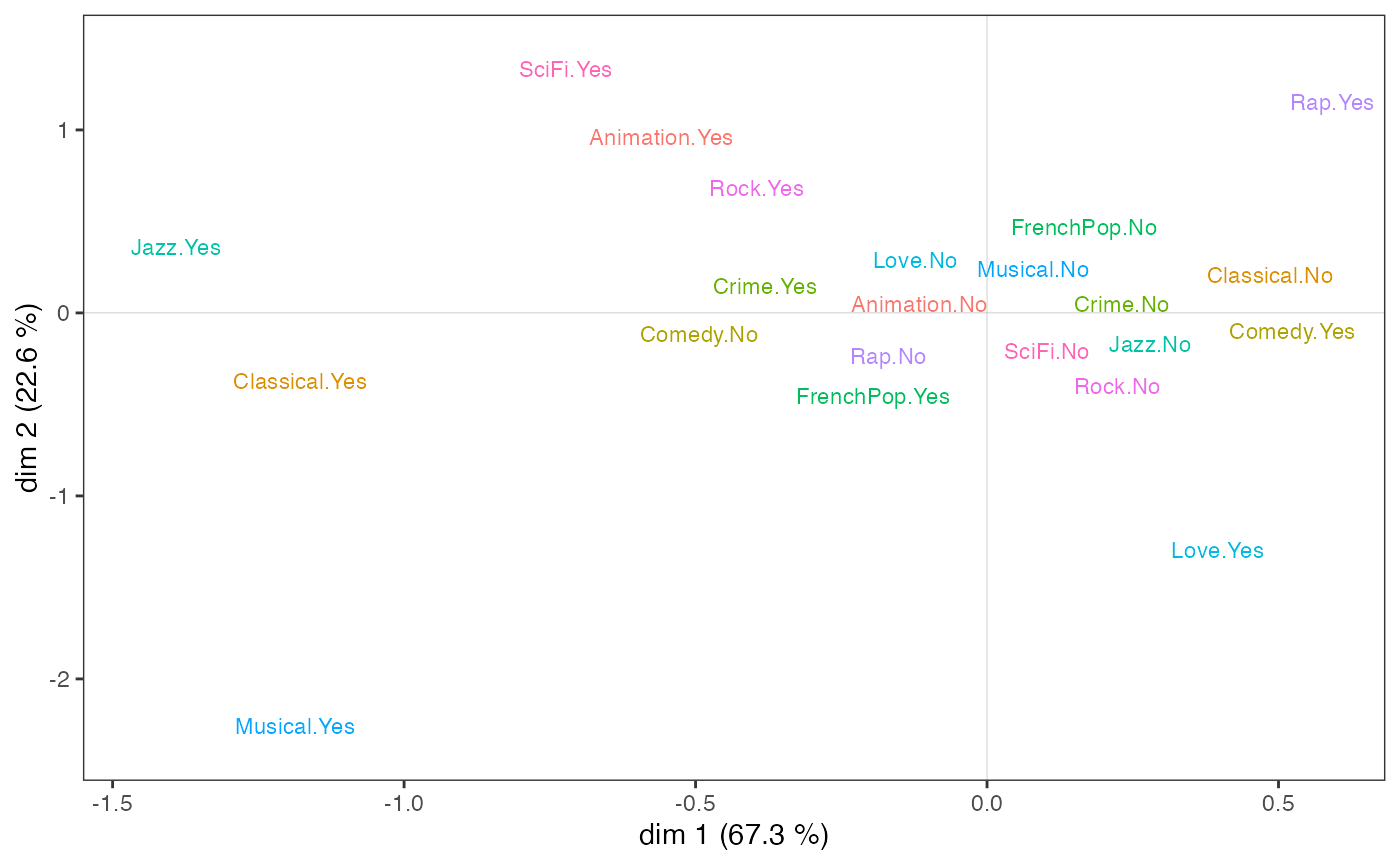 SciFi.Yes
Rap.Yes
1
Animation.Yes
Rock.Yes
FrenchPop.No
Jazz.Yes
Love.No
Musical.No
Classical.No
Crime.Yes
Animation.No
Crime.No
0
Comedy.No
Comedy.Yes
Rap.No
SciFi.No
Jazz.No
Classical.Yes
Rock.No
FrenchPop.Yes
dim 2 (22.6 %)
-1
Love.Yes
-2
Musical.Yes
-1.5 -1.0 -0.5 0.0 0.5
dim 1 (67.3 %)